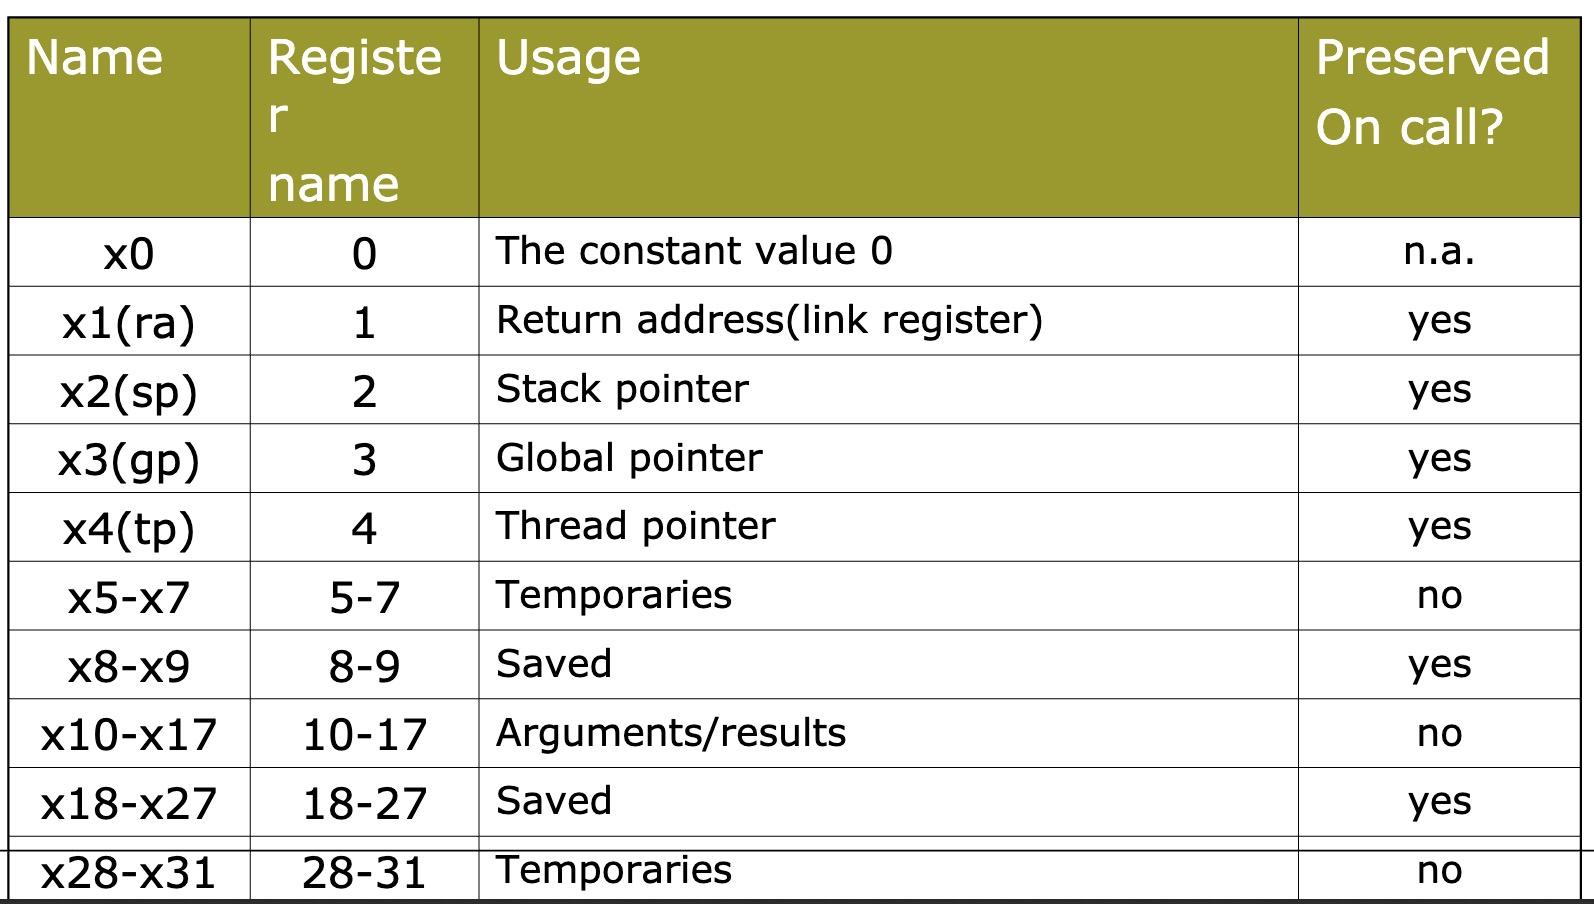 Name Registe Usage Preserved
r On call?
name
x0 0 The constant value 0 n.a.
x1(ra) 1 Return address(link register) yes
x2(sp) 2 Stack pointer yes
x3(gp) 3 Global pointer yes
x4(tp) 4 Thread pointer yes
x5-x7 5-7 Temporaries no
x8-x9 8-9 Saved yes
x10-x17 10-17 Arguments/results no
x18-x27 18-27 Saved yes
x28-x31 28-31 Temporaries no